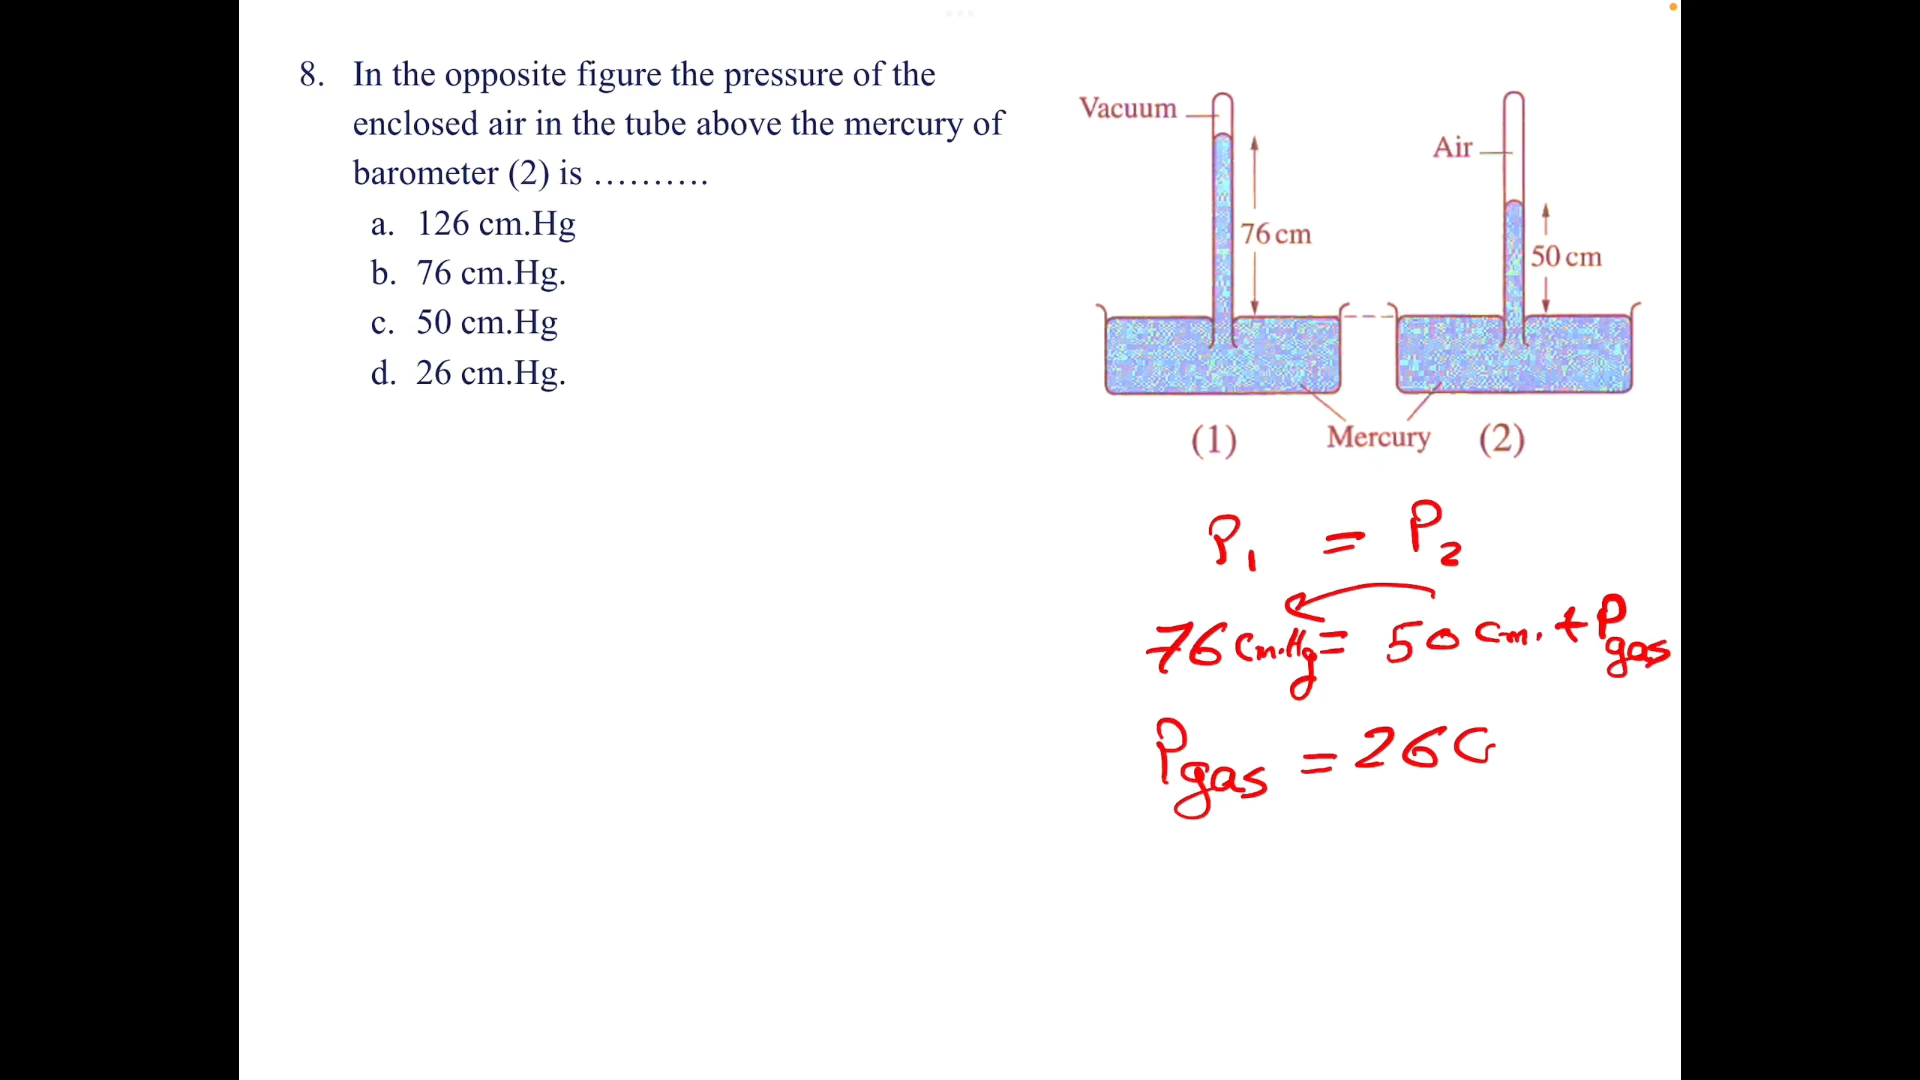 8. In the opposite figure the pressure of the
enclosed air in the tube above the mercury of
barometer (2) is ……….
a. 126 cm.Hg
b. 76 cm.Hg.
c. 50 cm.Hg
d. 26 cm.Hg.
Vacuum
Air
76 cm
50 cm
(1)
Mercury
(2)
P1 = P2
76 cm.Hg = 50 cm. + Pgas
Pgas = 26 C